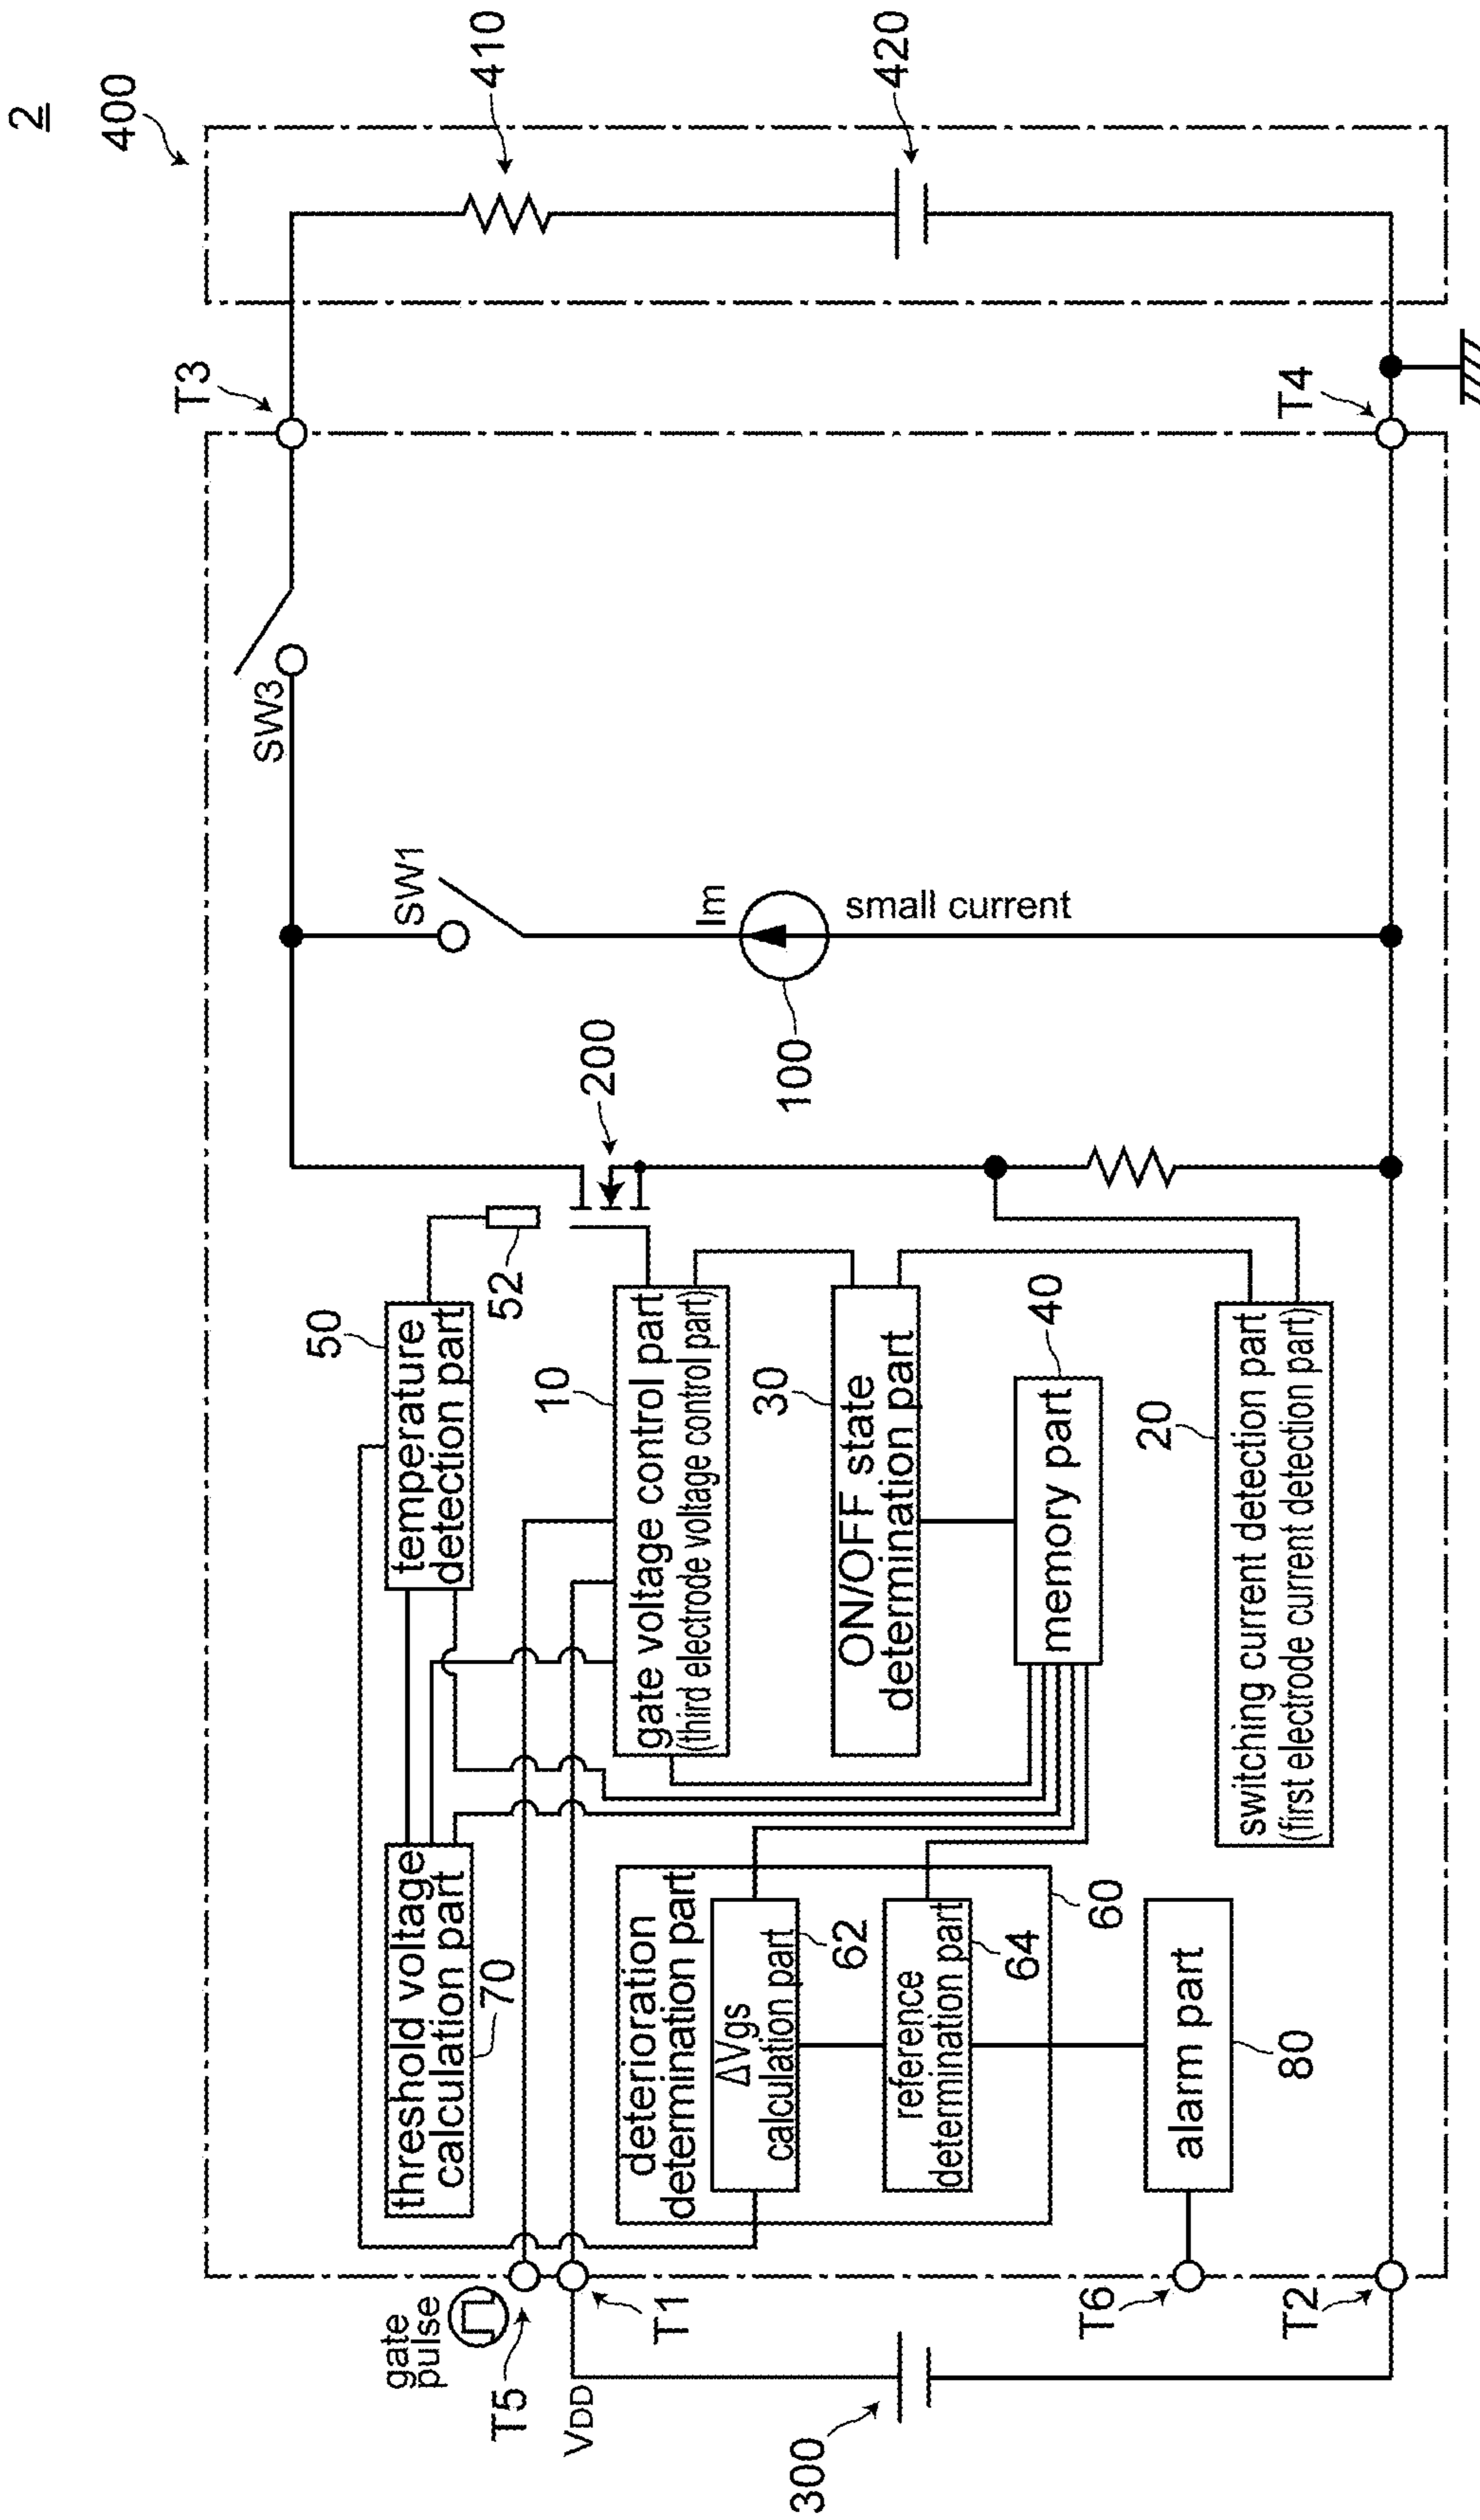 2
400
410
420
T3
T4
SW3
SW1
Im
small current
100
200
52
50
temperature
detection part
10
gate voltage control part
(third electrode voltage control part)
30
ON/OFF state
determination part
40
memory part
20
switching current detection part
(first electrode current detection part)
threshold voltage
calculation part
70
deterioration
determination part
ΔVgs
calculation part
62
reference
determination part
64
60
alarm part
80
gate
pulse
T5
T1
VDD
T6
T2
300